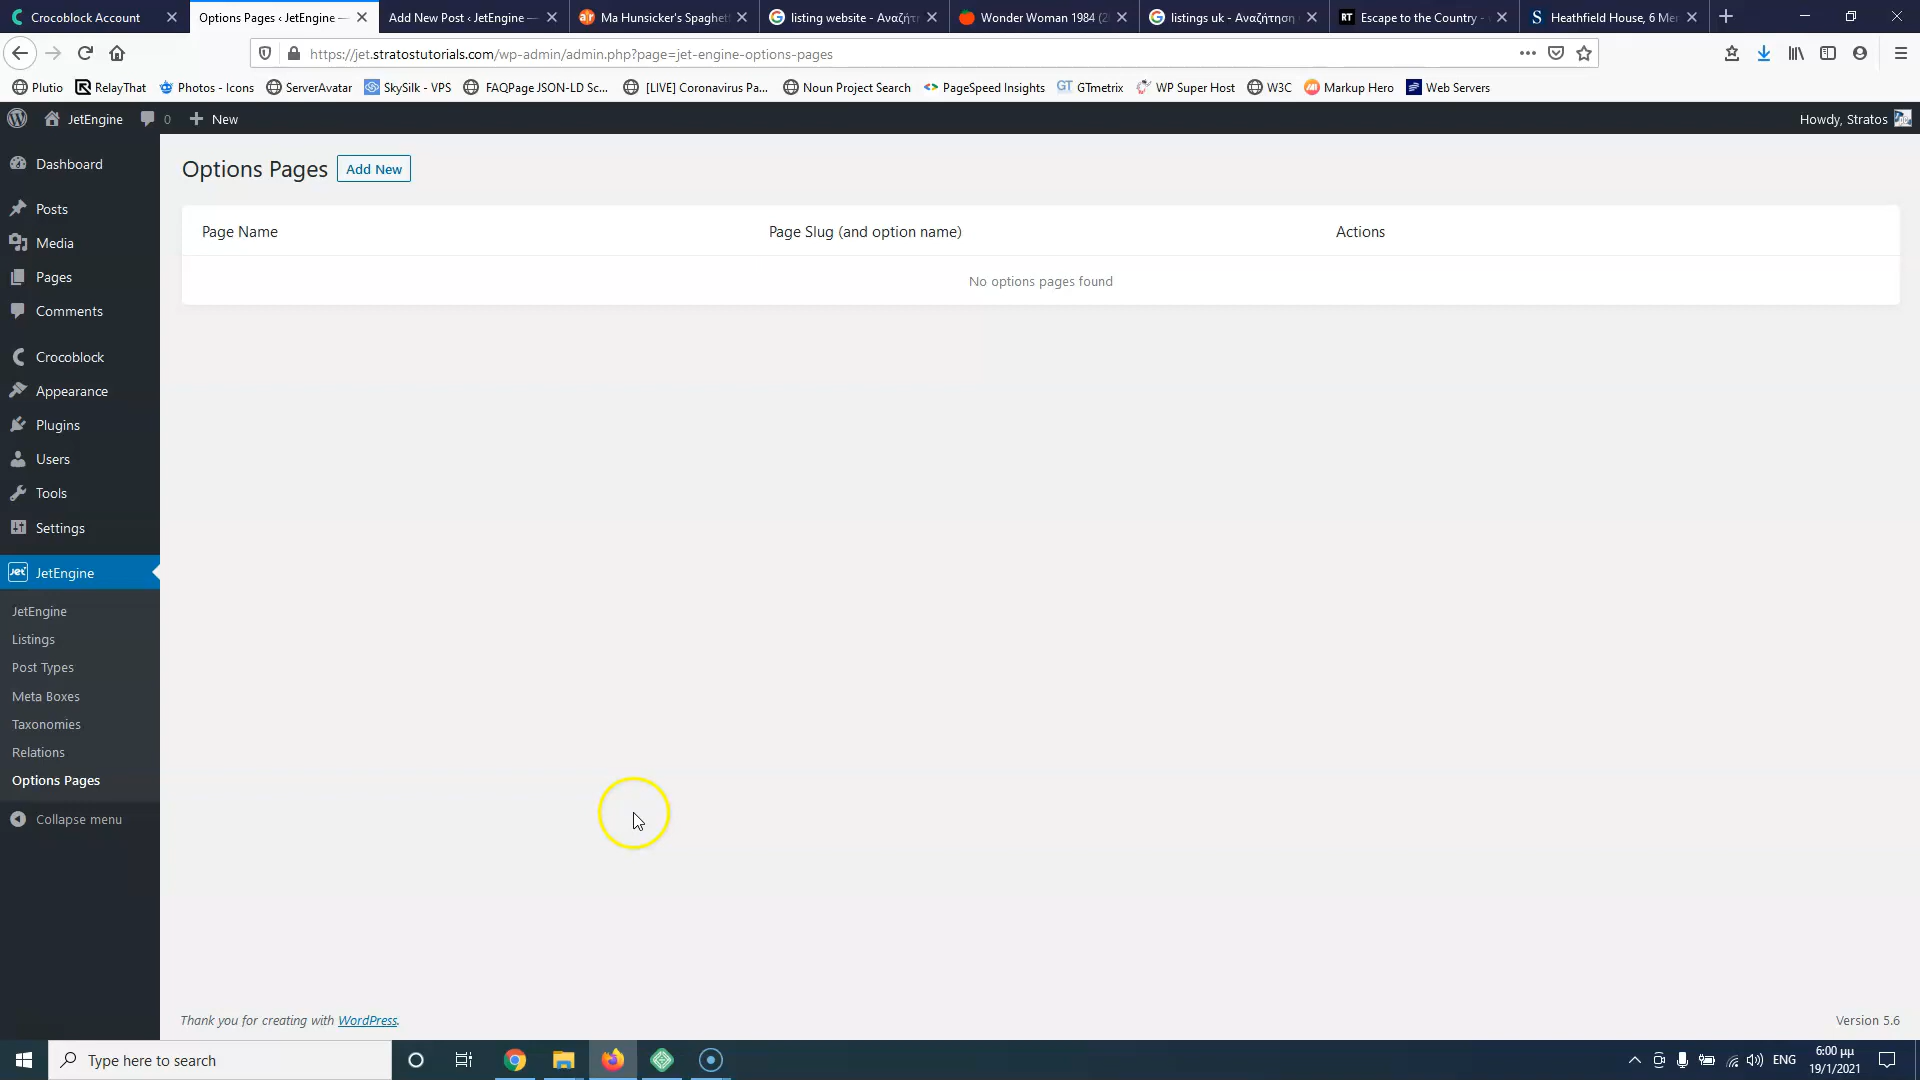 Crocoblock Account
Options Pages ‹ JetEngine —
Add New Post ‹ JetEngine —
Ma Hunsicker's Spaghett
listing website - Αναζήτη
Wonder Woman 1984 (2
listings uk - Αναζήτηση
RT Escape to the Country -
S Heathfield House, 6 Mer
https://jet.stratostutorials.com/wp-admin/admin.php?page=jet-engine-options-pages
Plutio
RelayThat
Photos - Icons
ServerAvatar
SkySilk - VPS
FAQPage JSON-LD Sc...
[LIVE] Coronavirus Pa...
Noun Project Search
PageSpeed Insights
GTmetrix
WP Super Host
W3C
Markup Hero
Web Servers
JetEngine
0
New
Howdy, Stratos
Dashboard
Posts
Media
Pages
Comments
Crocoblock
Appearance
Plugins
Users
Tools
Settings
JetEngine
JetEngine
Listings
Post Types
Meta Boxes
Taxonomies
Relations
Options Pages
Collapse menu
Options Pages
Add New
Page Name
Page Slug (and option name)
Actions
No options pages found
Thank you for creating with WordPress.
Version 5.6
Type here to search
ENG
6:00 μμ
19/1/2021